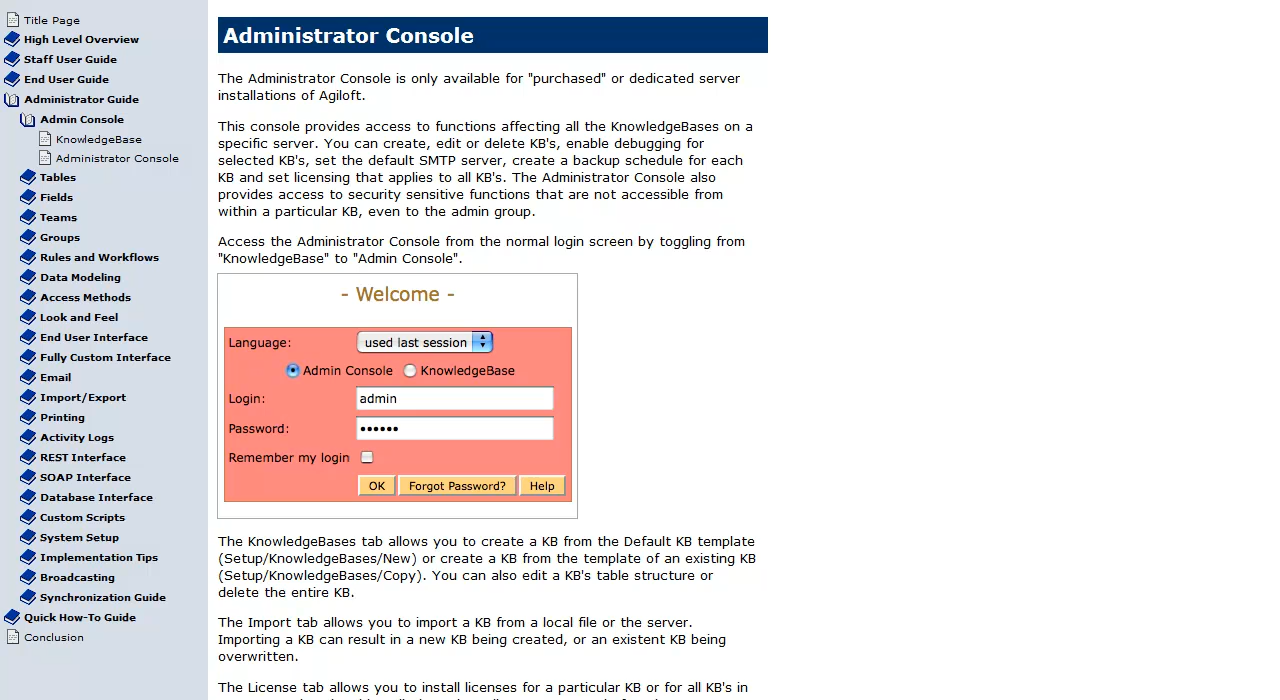 Title Page
High Level Overview
Staff User Guide
End User Guide
Administrator Guide
Admin Console
KnowledgeBase
Administrator Console
Tables
Fields
Teams
Groups
Rules and Workflows
Data Modeling
Access Methods
Look and Feel
End User Interface
Fully Custom Interface
Email
Import/Export
Printing
Activity Logs
REST Interface
SOAP Interface
Database Interface
Custom Scripts
System Setup
Implementation Tips
Broadcasting
Synchronization Guide
Quick How-To Guide
Conclusion
Administrator Console
The Administrator Console is only available for "purchased" or dedicated server
installations of Agiloft.
This console provides access to functions affecting all the KnowledgeBases on a
specific server. You can create, edit or delete KB's, enable debugging for
selected KB's, set the default SMTP server, create a backup schedule for each
KB and set licensing that applies to all KB's. The Administrator Console also
provides access to security sensitive functions that are not accessible from
within a particular KB, even to the admin group.
Access the Administrator Console from the normal login screen by toggling from
"KnowledgeBase" to "Admin Console".
- Welcome -
Language: used last session
Admin Console KnowledgeBase
Login: admin
Password: ••••••
Remember my login
OK Forgot Password? Help
The KnowledgeBases tab allows you to create a KB from the Default KB template
(Setup/KnowledgeBases/New) or create a KB from the template of an existing KB
(Setup/KnowledgeBases/Copy). You can also edit a KB's table structure or
delete the entire KB.
The Import tab allows you to import a KB from a local file or the server.
Importing a KB can result in a new KB being created, or an existent KB being
overwritten.
The License tab allows you to install licenses for a particular KB or for all KB's in